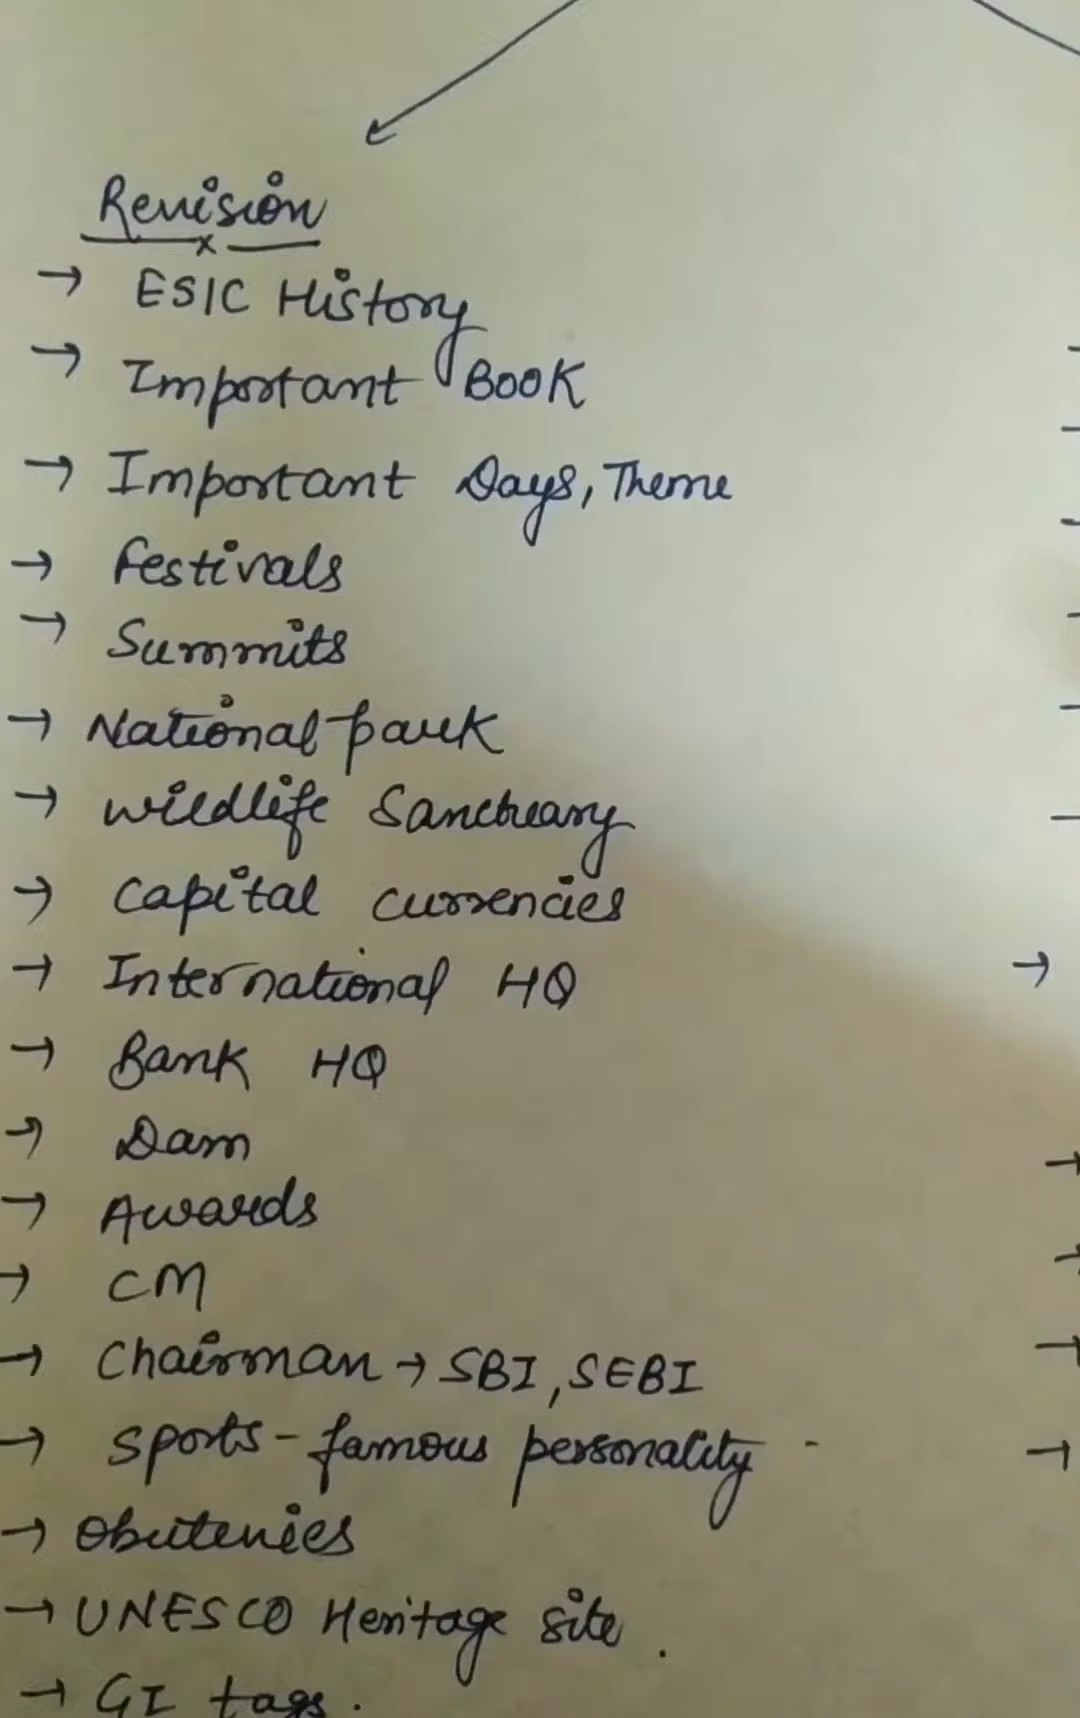 Revision
→ ESIC History
→ Important Book
→ Important Days, Theme
→ festivals
→ Summits
→ National park
→ wildlife Sanctuary
→ capital currencies
→ International HQ
→ Bank HQ
→ Dam
→ Awards
→ CM
→ Chairman → SBI, SEBI
→ Sports - famous personality -
→ Obutenies
→ UNESCO Heritage site.
→ GI tags.